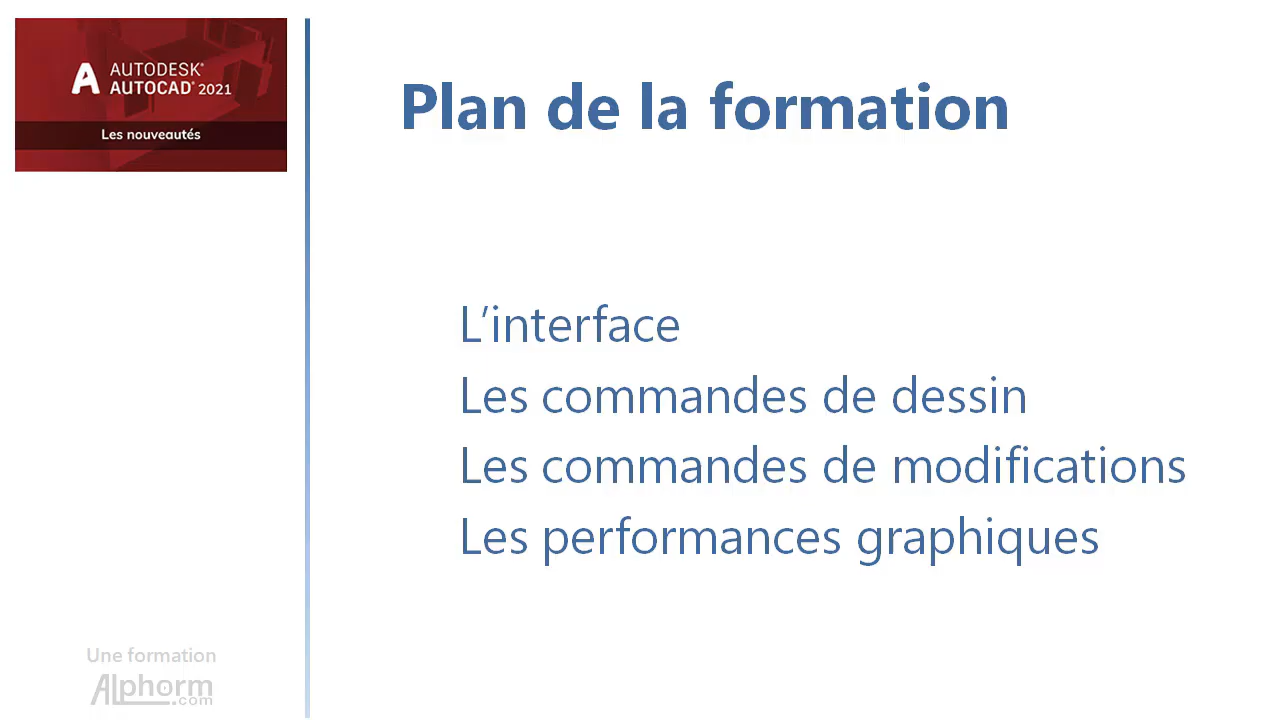 AUTODESK®
AUTOCAD® 2021
Les nouveautés
Plan de la formation
L’interface
Les commandes de dessin
Les commandes de modifications
Les performances graphiques
Une formation
Alphorm
.com